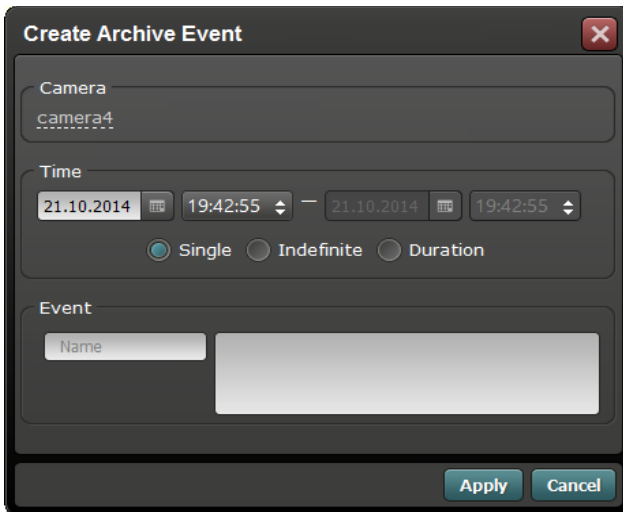 Create Archive Event
Camera
camera4
Time
21.10.2014 19:42:55 — 21.10.2014 19:42:55
Single Indefinite Duration
Event
Name
Apply Cancel